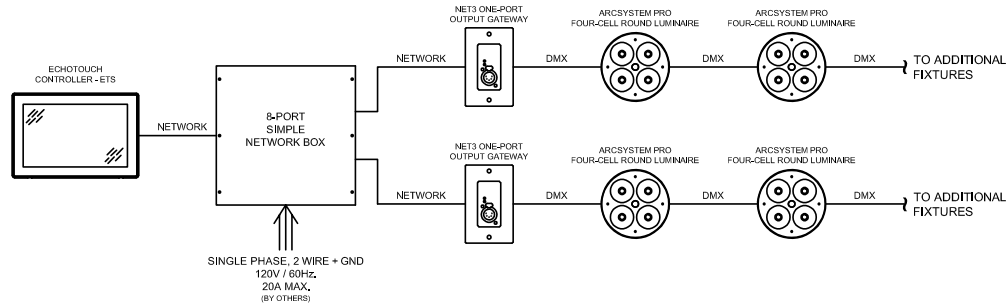 ECHOTOUCH
CONTROLLER - ETS
NETWORK
8-PORT
SIMPLE
NETWORK BOX
SINGLE PHASE, 2 WIRE + GND
120V / 60Hz.
20A MAX.
(BY OTHERS)
NETWORK
NET3 ONE-PORT
OUTPUT GATEWAY
DMX
ARCSYSTEM PRO
FOUR-CELL ROUND LUMINAIRE
DMX
ARCSYSTEM PRO
FOUR-CELL ROUND LUMINAIRE
DMX
TO ADDITIONAL
FIXTURES
NETWORK
NET3 ONE-PORT
OUTPUT GATEWAY
DMX
ARCSYSTEM PRO
FOUR-CELL ROUND LUMINAIRE
DMX
ARCSYSTEM PRO
FOUR-CELL ROUND LUMINAIRE
DMX
TO ADDITIONAL
FIXTURES